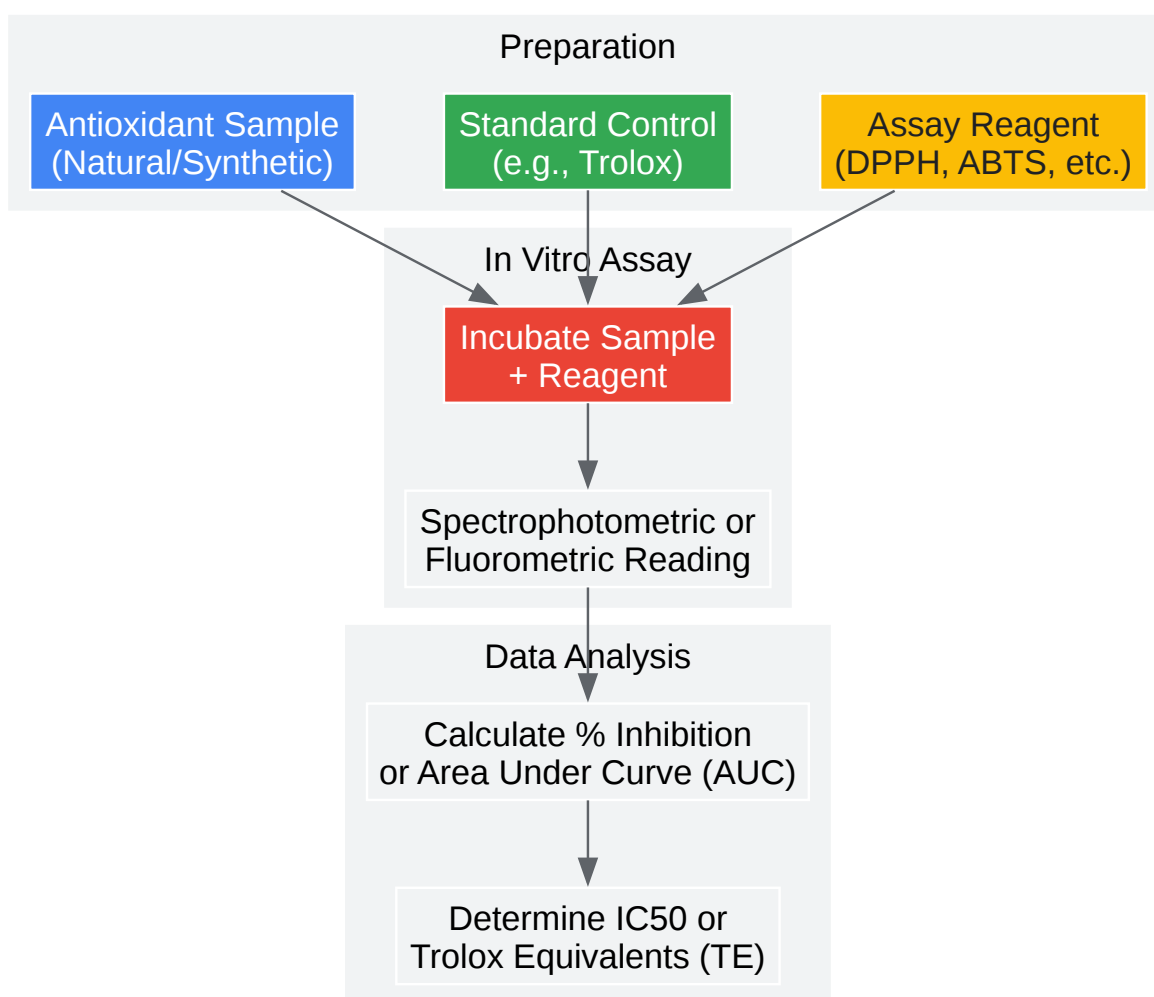 Preparation
Antioxidant Sample
(Natural/Synthetic)
Standard Control
(e.g., Trolox)
Assay Reagent
(DPPH, ABTS, etc.)
In Vitro Assay
Incubate Sample
+ Reagent
Spectrophotometric or
Fluorometric Reading
Data Analysis
Calculate % Inhibition
or Area Under Curve (AUC)
Determine IC50 or
Trolox Equivalents (TE)